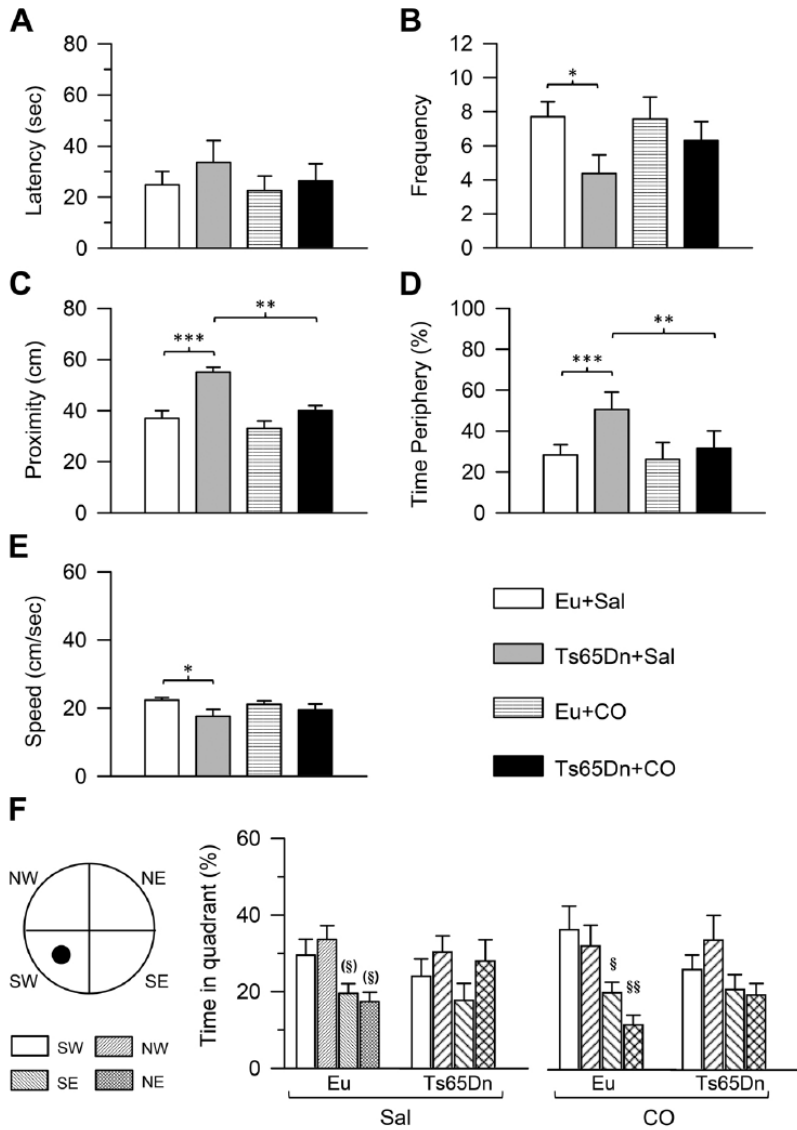 A
Latency (sec)
80
60
40
20
0
B
Frequency
12
10
8
6
4
2
0
*
C
Proximity (cm)
80
60
40
20
0
***
**
D
Time Periphery (%)
100
80
60
40
20
0
***
**
E
Speed (cm/sec)
60
40
20
0
*
Eu+Sal
Ts65Dn+Sal
Eu+CO
Ts65Dn+CO
F
NW
NE
SW
SE
SW
NW
SE
NE
Time in quadrant (%)
60
40
20
0
(§)
(§)
§
§§
Eu
Ts65Dn
Eu
Ts65Dn
Sal
CO